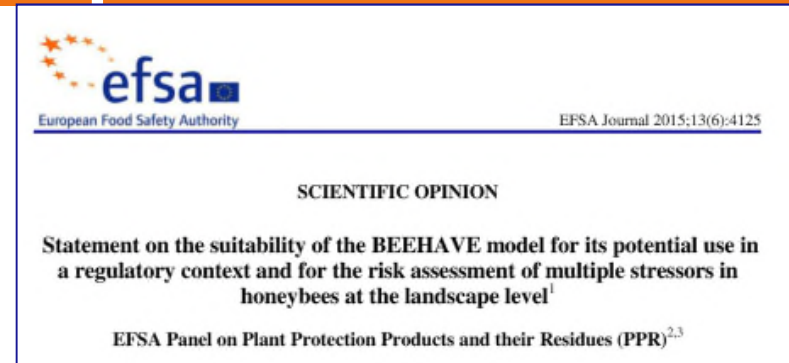 efsa
European Food Safety Authority
EFSA Journal 2015;13(6):4125
SCIENTIFIC OPINION
Statement on the suitability of the BEEHAVE model for its potential use in
a regulatory context and for the risk assessment of multiple stressors in
honeybees at the landscape level¹
EFSA Panel on Plant Protection Products and their Residues (PPR)²,³